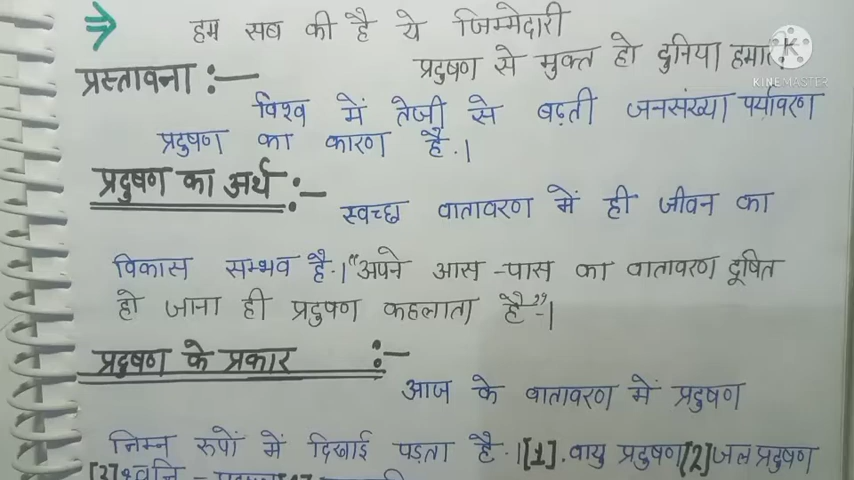 हम सब की है ये जिम्मेदारी
प्रदुषण से मुक्त हो दुनिया
प्रस्तावना :—
विश्व में तेजी से बढ़ती जनसंख्या पर्यावरण
प्रदुषण का कारण है.।
प्रदुषण का अर्थ :—
स्वच्छ वातावरण में ही जीवन का
विकास सम्भव है.। "अपने आस-पास का वातावरण दूषित
हो जाना ही प्रदुषण कहलाता है"-।
प्रदुषण के प्रकार :—
आज के वातावरण में प्रदुषण
निम्न रूपों में दिखाई पड़ता है.।[1].वायु प्रदुषण[2]जल प्रदुषण
[3]ध्वनि -
K
KINEMASTER